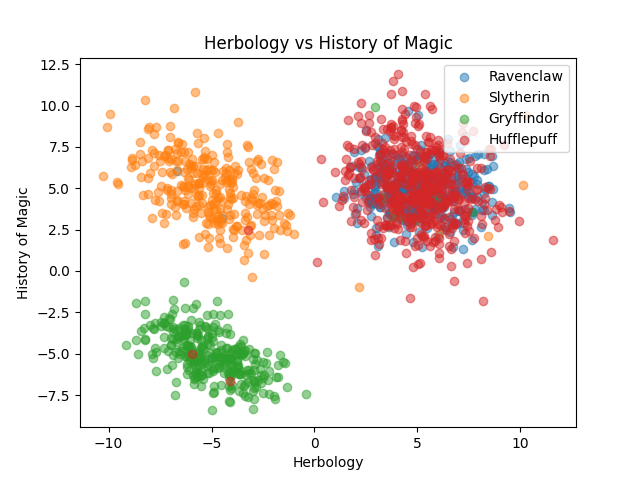 Herbology vs History of Magic
Ravenclaw
Slytherin
Gryffindor
Hufflepuff
History of Magic
12.5
10.0
7.5
5.0
2.5
0.0
−2.5
−5.0
−7.5
−10
−5
0
5
10
Herbology